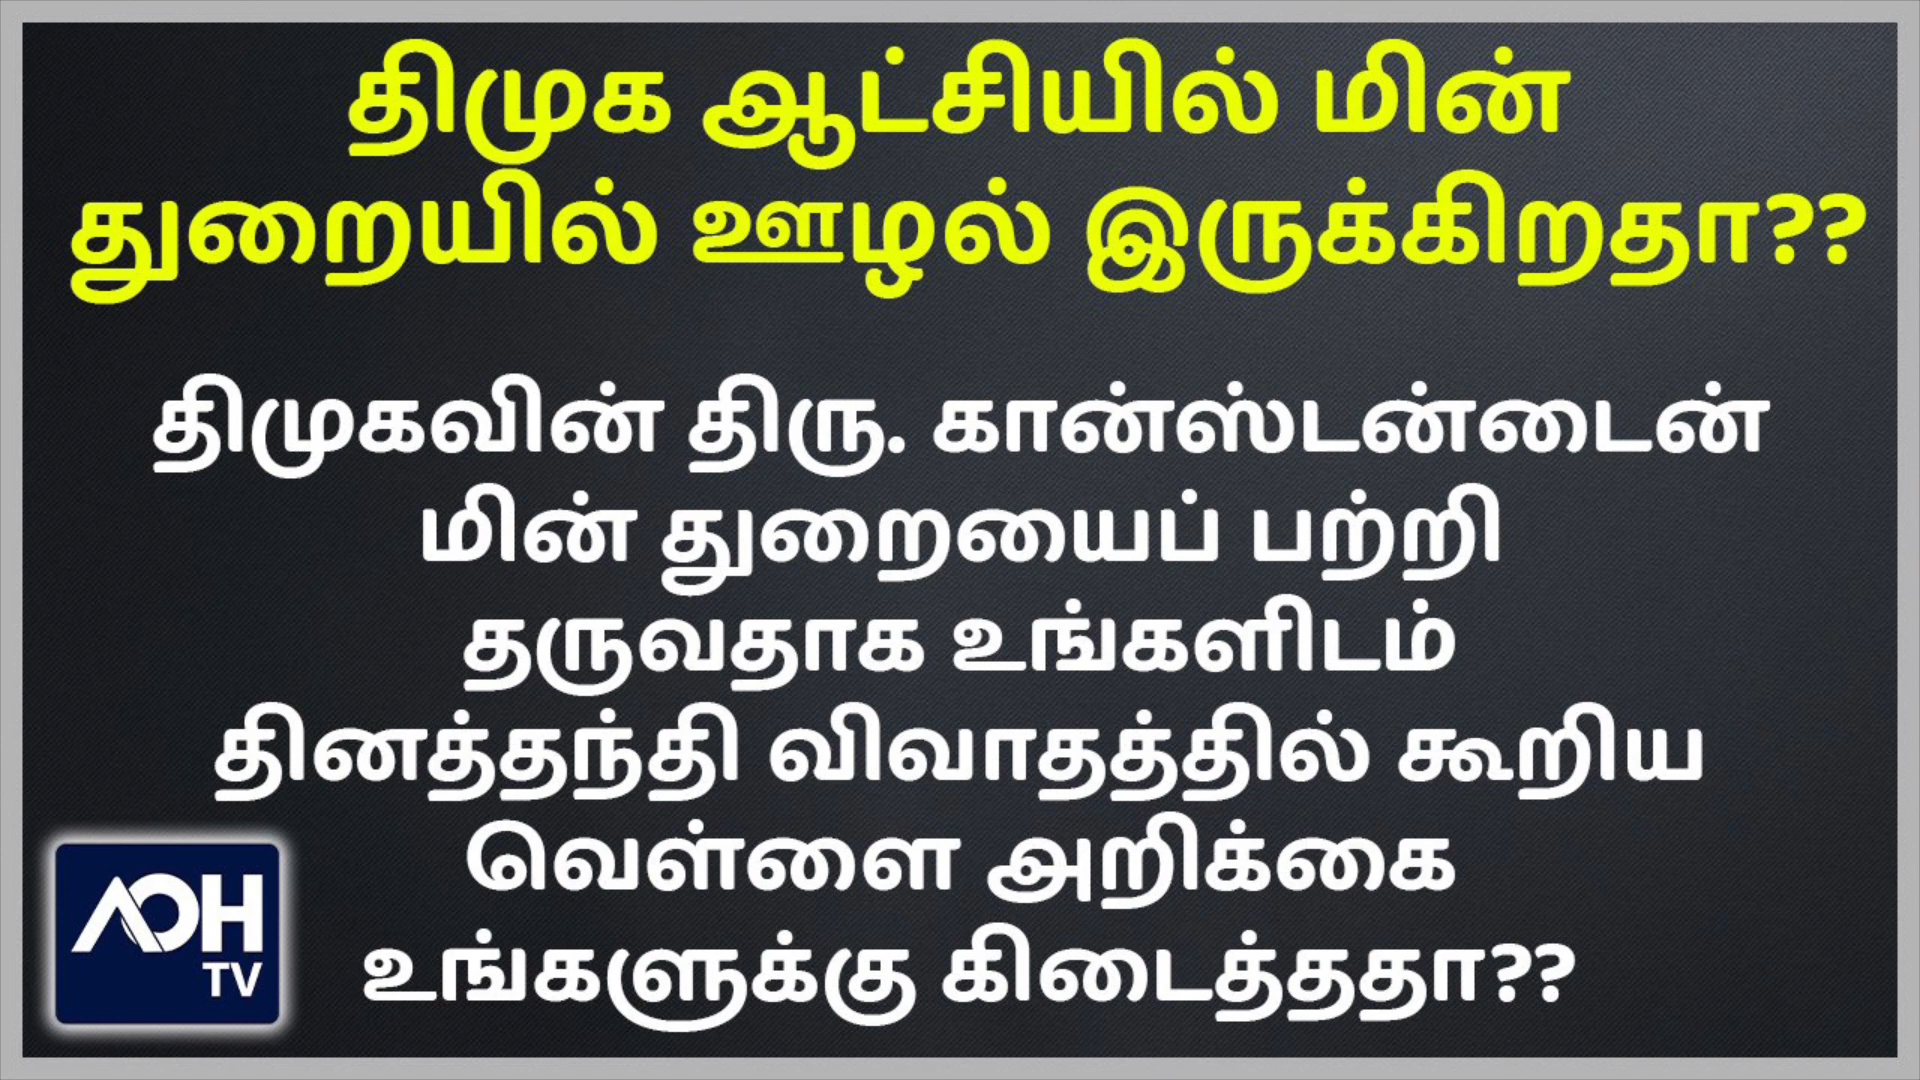 திமுக ஆட்சியில் மின்
துறையில் ஊழல் இருக்கிறதா??
திமுகவின் திரு. கான்ஸ்டன்டைன்
மின் துறையைப் பற்றி
தருவதாக உங்களிடம்
தினத்தந்தி விவாதத்தில் கூறிய
வெள்ளை அறிக்கை
உங்களுக்கு கிடைத்ததா??
AOH
TV